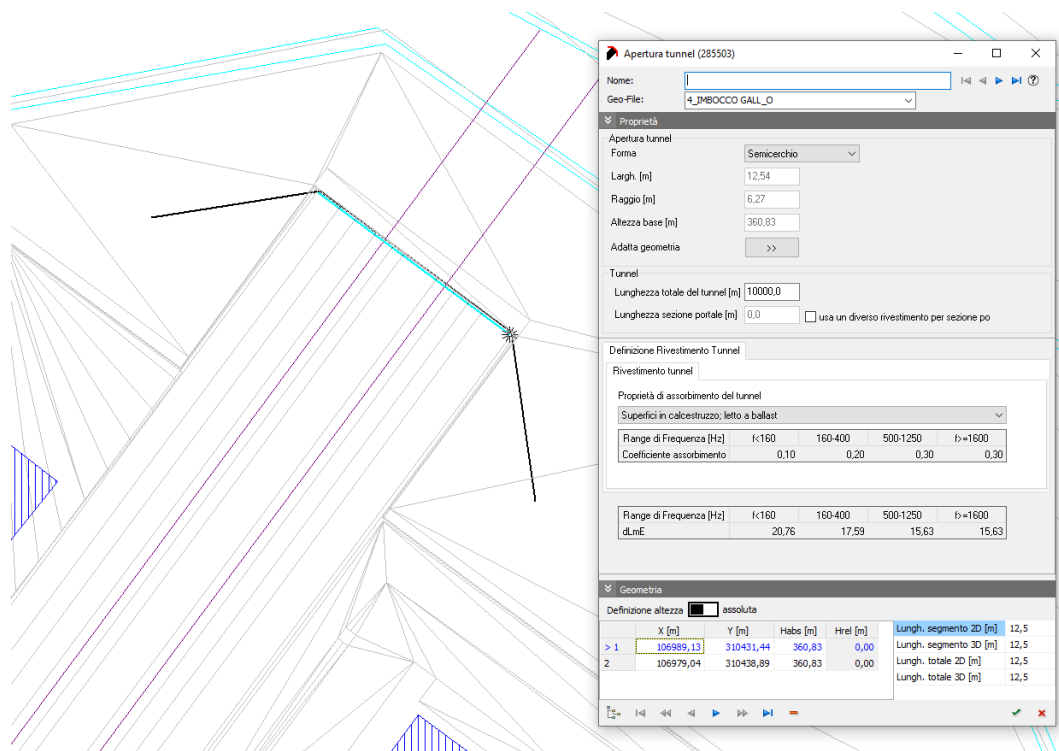 Apertura tunnel (285503)
Nome:
Geo-File: 4_IMBOCCO GALL_O
Proprietà
Apertura tunnel
Forma Semicerchio
Largh. [m] 12,54
Raggio [m] 6,27
Altezza base [m] 360,83
Adatta geometria >>
Tunnel
Lunghezza totale del tunnel [m] 10000,0
Lunghezza sezione portale [m] 0,0 usa un diverso rivestimento per sezione po
Definizione Rivestimento Tunnel
Rivestimento tunnel
Proprietà di assorbimento del tunnel
Superfici in calcestruzzo; letto a ballast
Range di Frequenza [Hz] f<160 160-400 500-1250 f>=1600
Coefficiente assorbimento 0,10 0,20 0,30 0,30
Range di Frequenza [Hz] f<160 160-400 500-1250 f>=1600
dLmE 20,76 17,59 15,63 15,63
Geometria
Definizione altezza assoluta
X [m] Y [m] Habs [m] Hrel [m] Lungh. segmento 2D [m] 12,5
> 1 106989,13 310431,44 360,83 0,00 Lungh. segmento 3D [m] 12,5
2 106979,04 310438,89 360,83 0,00 Lungh. totale 2D [m] 12,5
Lungh. totale 3D [m] 12,5